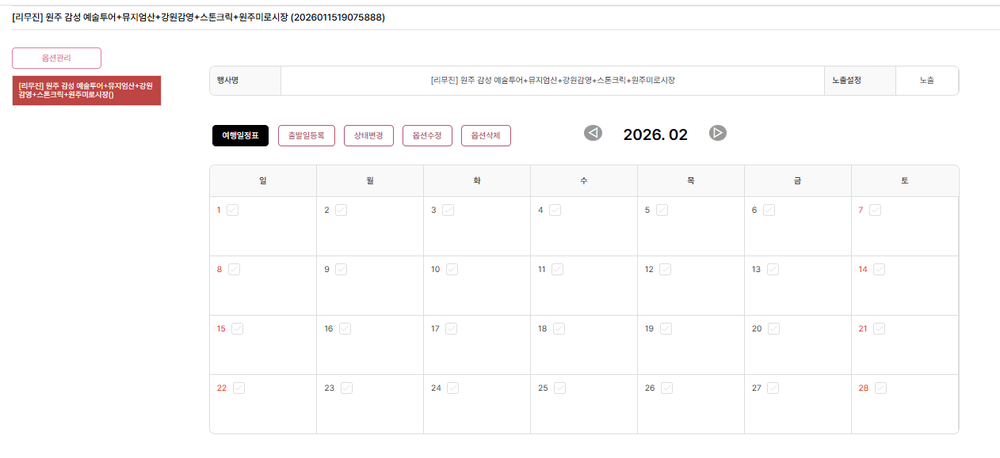 [리무진] 원주 감성 예술투어+뮤지엄산+강원감영+스톤크릭+원주미로시장 (2026011519075888)
옵션관리
[리무진] 원주 감성 예술투어+뮤지엄산+강원
감영+스톤크릭+원주미로시장()
행사명 [리무진] 원주 감성 예술투어+뮤지엄산+강원감영+스톤크릭+원주미로시장 노출설정 노출
여행일정표 출발일등록 상태변경 옵션수정 옵션삭제 2026. 02
일 월 화 수 목 금 토
1 2 3 4 5 6 7
8 9 10 11 12 13 14
15 16 17 18 19 20 21
22 23 24 25 26 27 28